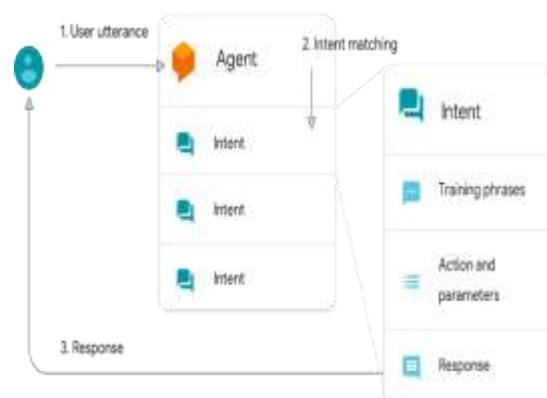 1. User utterance
Agent
2. Intent matching
Intent
Intent
Intent
Intent
Training phrases
Action and
parameters
Response
3. Response